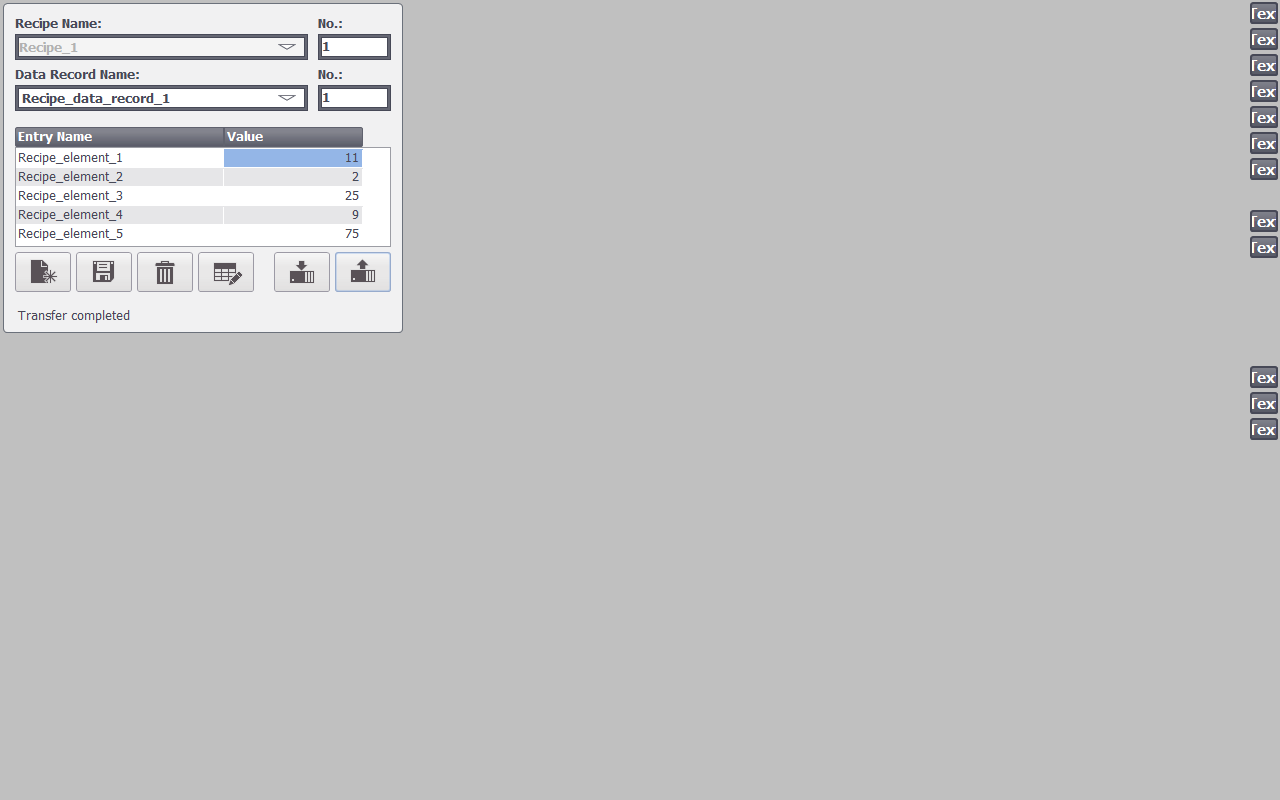 Recipe Name: No.:
Recipe_1 1
Data Record Name: No.:
Recipe_data_record_1 1
Entry Name Value
Recipe_element_1 11
Recipe_element_2 2
Recipe_element_3 25
Recipe_element_4 9
Recipe_element_5 75
Transfer completed
Tex
Tex
Tex
Tex
Tex
Tex
Tex
Tex
Tex
Tex
Tex
Tex